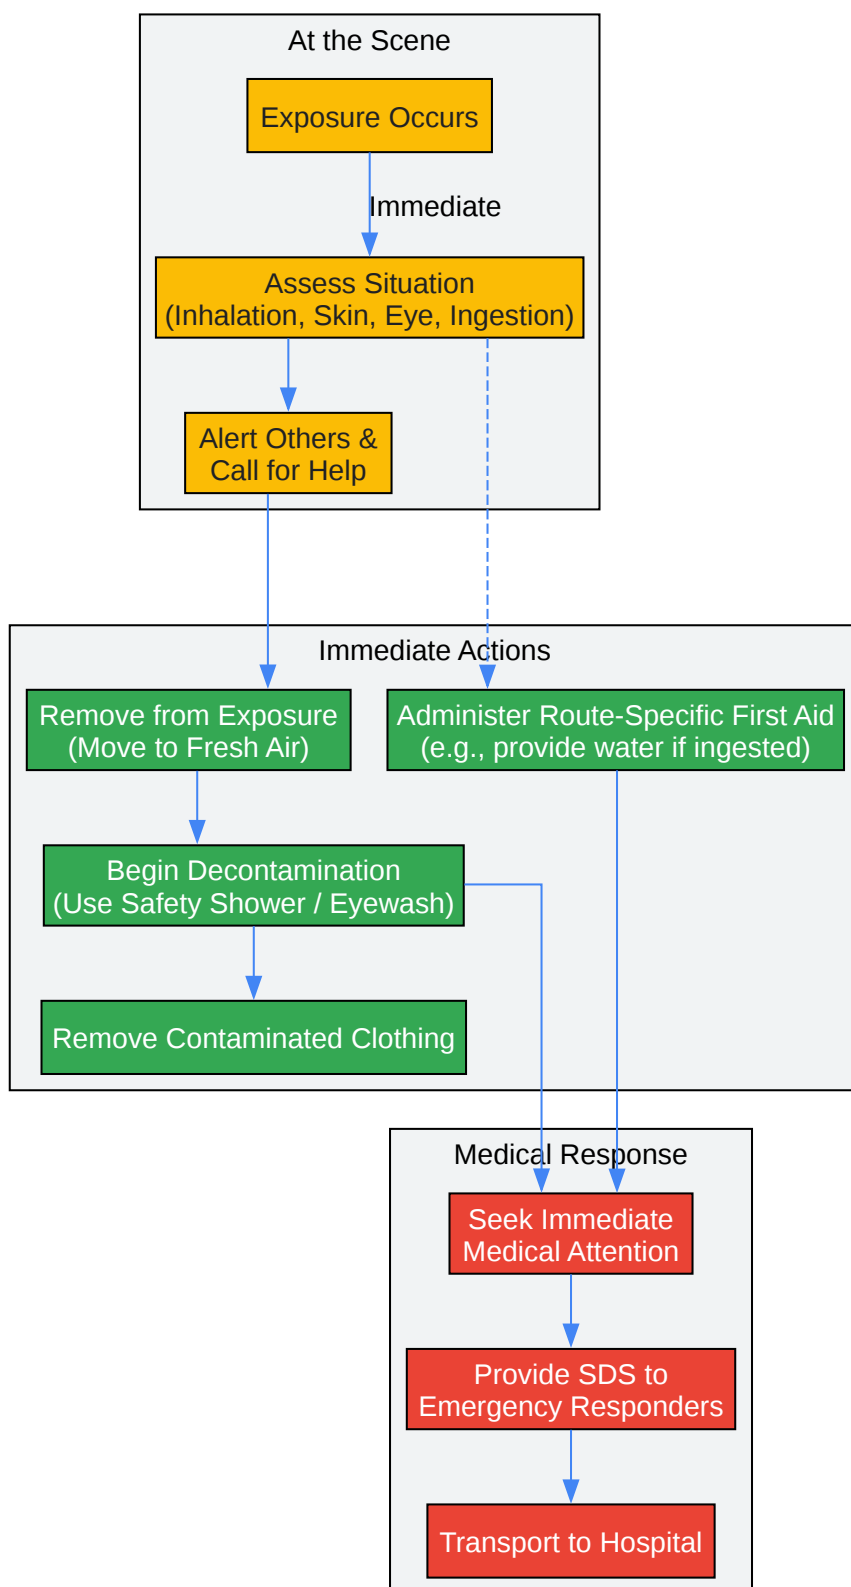 At the Scene
Exposure Occurs
Immediate
Assess Situation
(Inhalation, Skin, Eye, Ingestion)
Alert Others &
Call for Help
Immediate Actions
Remove from Exposure
(Move to Fresh Air)
Administer Route-Specific First Aid
(e.g., provide water if ingested)
Begin Decontamination
(Use Safety Shower / Eyewash)
Remove Contaminated Clothing
Medical Response
Seek Immediate
Medical Attention
Provide SDS to
Emergency Responders
Transport to Hospital